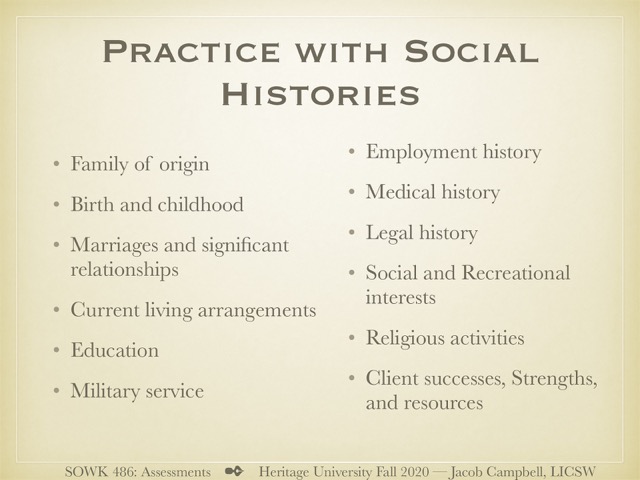 Practice with Social
Histories
• Family of origin
• Birth and childhood
• Marriages and significant
relationships
• Current living arrangements
• Education
• Military service
• Employment history
• Medical history
• Legal history
• Social and Recreational
interests
• Religious activities
• Client successes, Strengths,
and resources
SOWK 486: Assessments ✒ Heritage University Fall 2020 — Jacob Campbell, LICSW